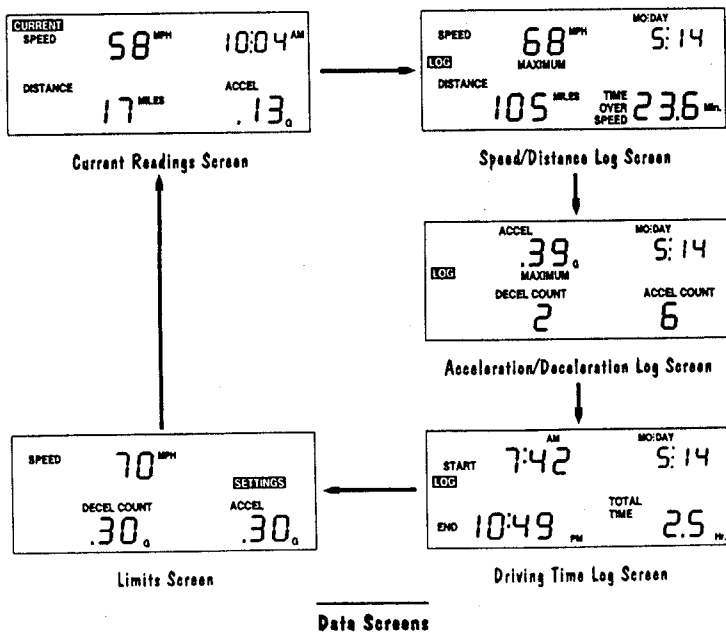 CURRENT
SPEED 58 MPH 10:04 AM
DISTANCE ACCEL
17 MILES .13 G
Current Readings Screen
MO:DAY
SPEED 68 MPH 5:14
LOG MAXIMUM
DISTANCE
105 MILES TIME OVER SPEED 23.6 Min.
Speed/Distance Log Screen
ACCEL MO:DAY
.39 G 5:14
LOG MAXIMUM
DECEL COUNT ACCEL COUNT
2 6
Acceleration/Deceleration Log Screen
AM MO:DAY
START 7:42 5:14
LOG
TOTAL TIME
END 10:49 PM 2.5 Hr.
Driving Time Log Screen
SPEED 70 MPH
SETTINGS
DECEL COUNT ACCEL
.30 G .30 G
Limits Screen
Data Screens